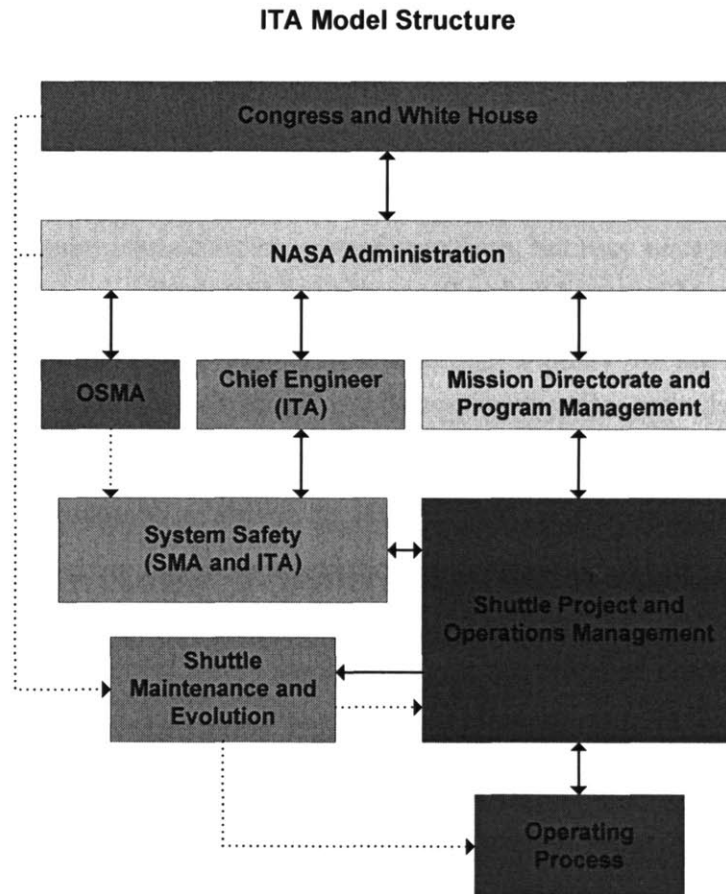 ITA Model Structure
Congress and White House
NASA Administration
OSMA
Chief Engineer
(ITA)
Mission Directorate and
Program Management
System Safety
(SMA and ITA)
Shuttle Project and
Operations Management
Shuttle
Maintenance and
Evolution
Operating
Process